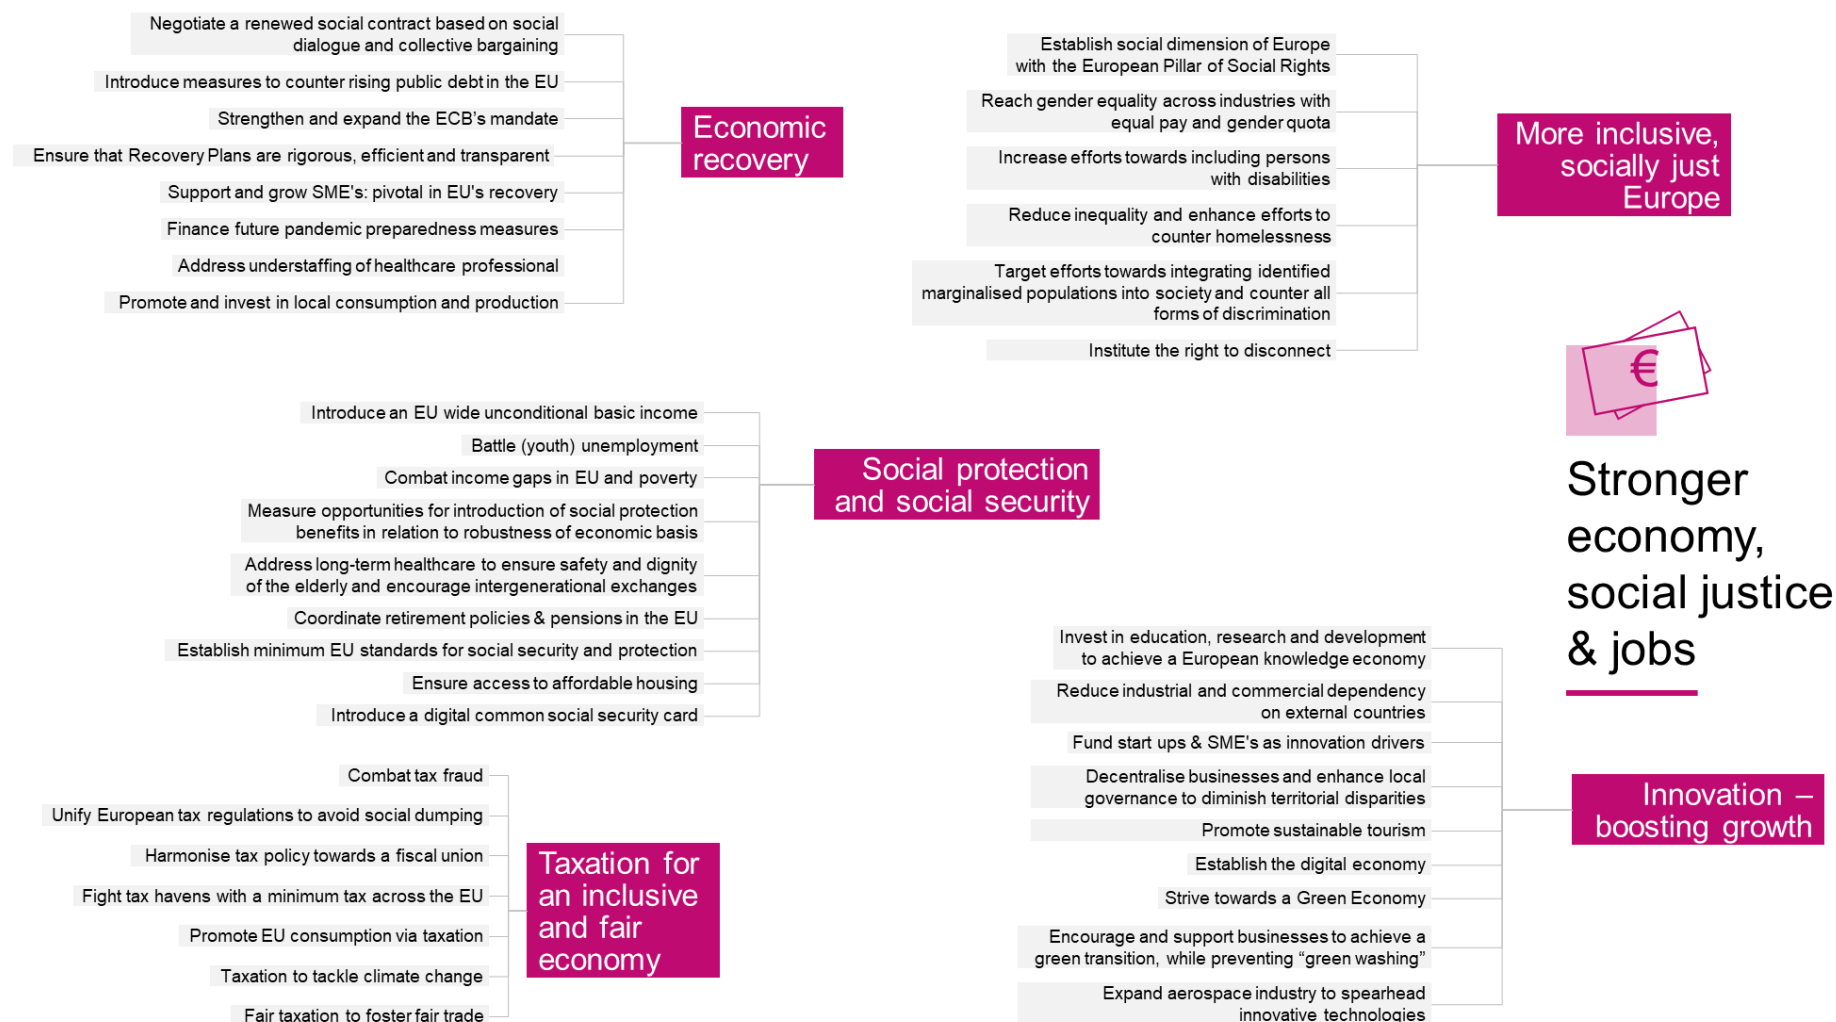 Negotiate a renewed social contract based on social
dialogue and collective bargaining
Introduce measures to counter rising public debt in the EU
Strengthen and expand the ECB's mandate
Ensure that Recovery Plans are rigorous, efficient and transparent
Support and grow SME's: pivotal in EU's recovery
Finance future pandemic preparedness measures
Address understaffing of healthcare professional
Promote and invest in local consumption and production
Economic
recovery
Establish social dimension of Europe
with the European Pillar of Social Rights
Reach gender equality across industries with
equal pay and gender quota
Increase efforts towards including persons
with disabilities
Reduce inequality and enhance efforts to
counter homelessness
Target efforts towards integrating identified
marginalised populations into society and counter all
forms of discrimination
Institute the right to disconnect
More inclusive,
socially just
Europe
€
Stronger
economy,
social justice
& jobs
Introduce an EU wide unconditional basic income
Battle (youth) unemployment
Combat income gaps in EU and poverty
Measure opportunities for introduction of social protection
benefits in relation to robustness of economic basis
Address long-term healthcare to ensure safety and dignity
of the elderly and encourage intergenerational exchanges
Coordinate retirement policies & pensions in the EU
Establish minimum EU standards for social security and protection
Ensure access to affordable housing
Introduce a digital common social security card
Social protection
and social security
Invest in education, research and development
to achieve a European knowledge economy
Reduce industrial and commercial dependency
on external countries
Fund start ups & SME's as innovation drivers
Decentralise businesses and enhance local
governance to diminish territorial disparities
Promote sustainable tourism
Establish the digital economy
Strive towards a Green Economy
Encourage and support businesses to achieve a
green transition, while preventing “green washing”
Expand aerospace industry to spearhead
innovative technologies
Innovation –
boosting growth
Combat tax fraud
Unify European tax regulations to avoid social dumping
Harmonise tax policy towards a fiscal union
Fight tax havens with a minimum tax across the EU
Promote EU consumption via taxation
Taxation to tackle climate change
Fair taxation to foster fair trade
Taxation for
an inclusive
and fair
economy